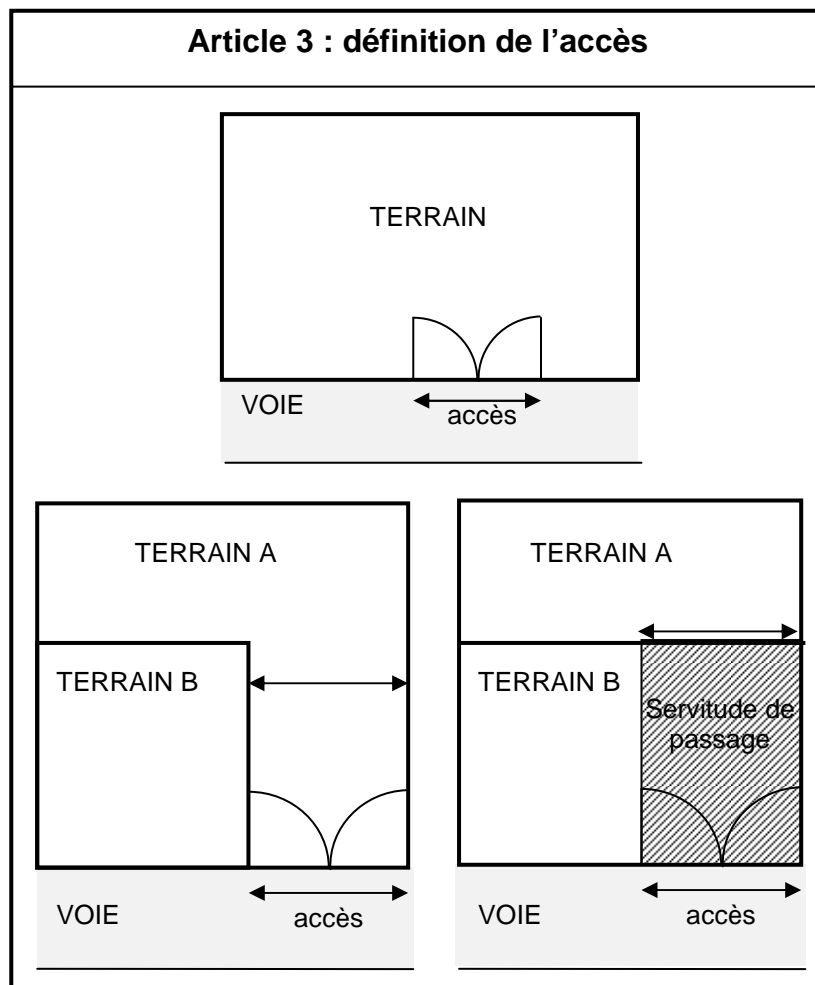 Article 3 : définition de l'accès
TERRAIN
VOIE
accès
TERRAIN A
TERRAIN B
VOIE
accès
TERRAIN A
TERRAIN B
Servitude de
passage
VOIE
accès